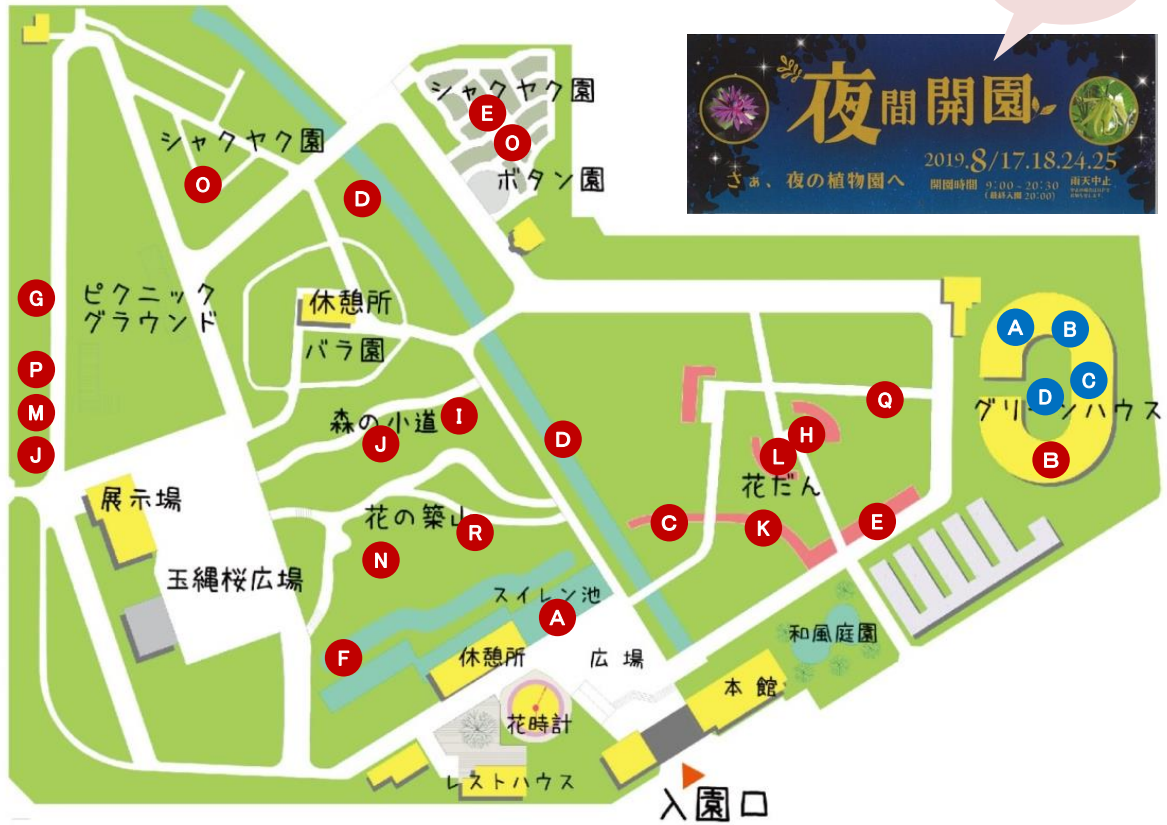 夜間開園
2019.8/17.18.24.25
さぁ、夜の植物園へ
開園時間 9:00-20:30
(最終入園 20:00)
雨天中止
シャクヤク園
E
O
ボタン園
シャクヤク園
O
D
G
ピクニック
グラウンド
休憩所
バラ園
P
M
J
森の小道
I
J
D
A
B
C
D
グリーンハウス
B
Q
H
L
花だん
C
K
E
展示場
花の築山
R
N
玉縄桜広場
スイレン池
A
F
休憩所
広場
和風庭園
本館
花時計
レストハウス
入園口